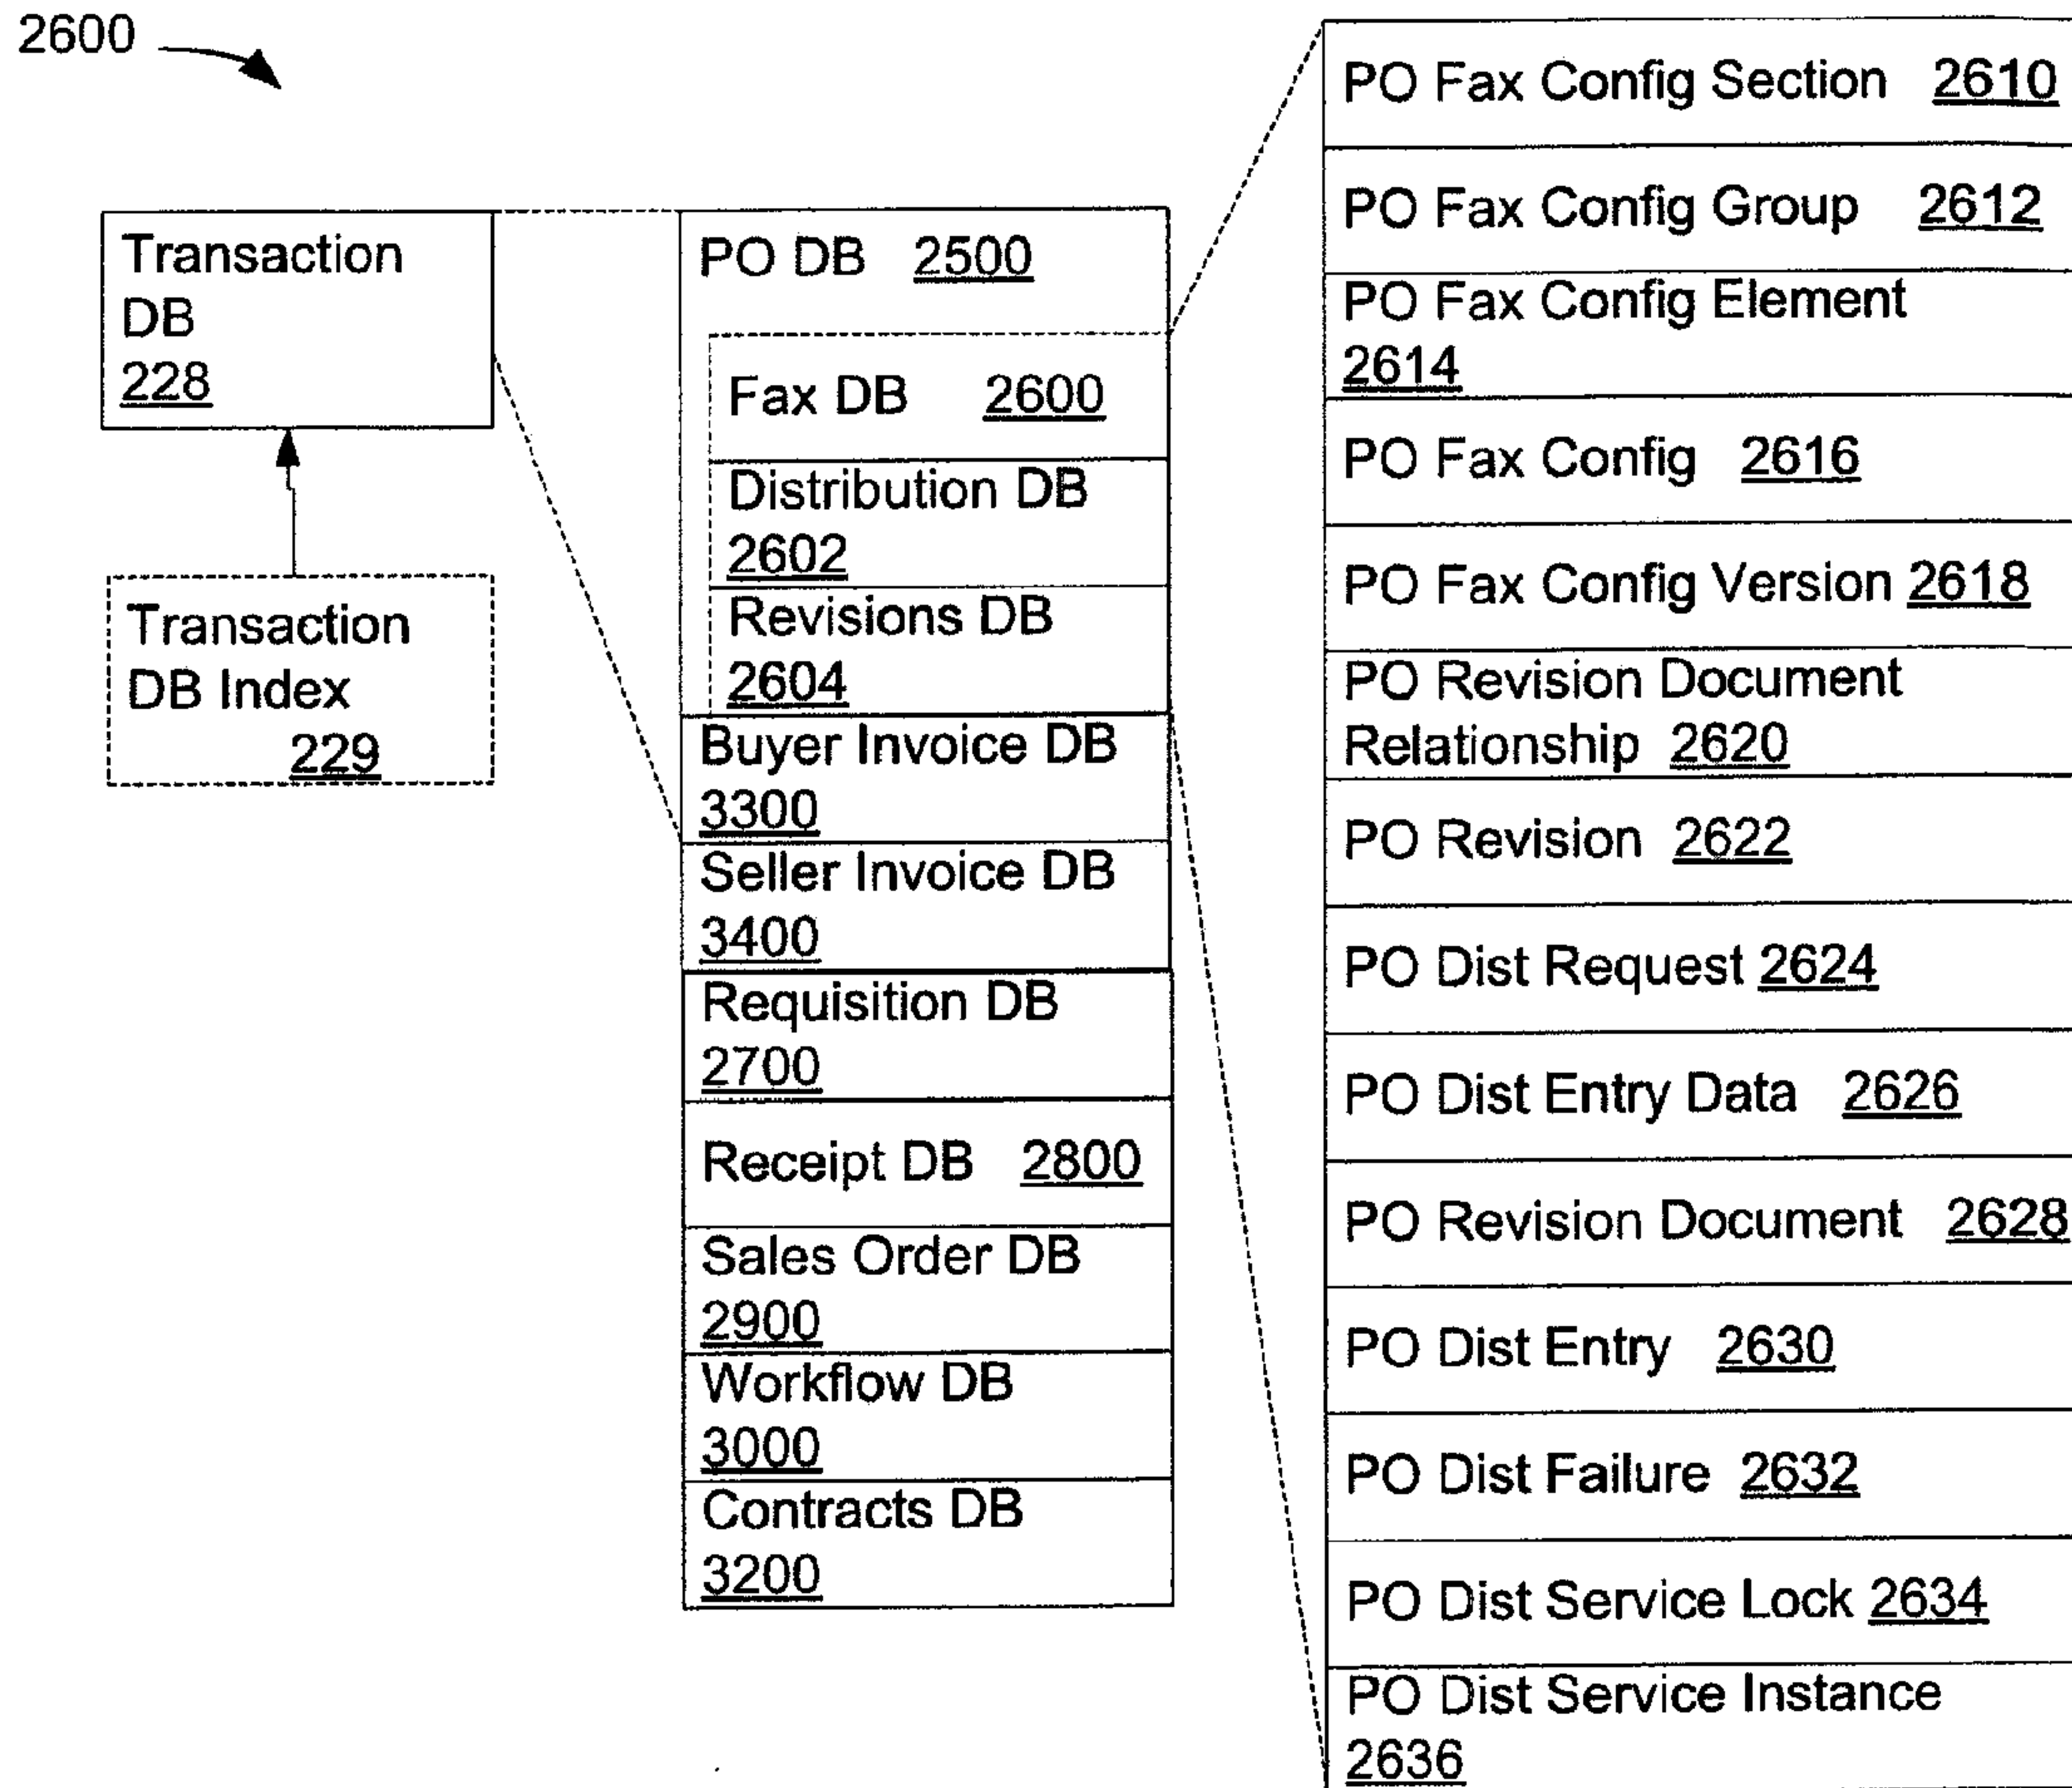 2600
Transaction
DB
228
Transaction
DB Index
229
PO DB 2500
Fax DB 2600
Distribution DB
2602
Revisions DB
2604
Buyer Invoice DB
3300
Seller Invoice DB
3400
Requisition DB
2700
Receipt DB 2800
Sales Order DB
2900
Workflow DB
3000
Contracts DB
3200
PO Fax Config Section 2610
PO Fax Config Group 2612
PO Fax Config Element
2614
PO Fax Config 2616
PO Fax Config Version 2618
PO Revision Document
Relationship 2620
PO Revision 2622
PO Dist Request 2624
PO Dist Entry Data 2626
PO Revision Document 2628
PO Dist Entry 2630
PO Dist Failure 2632
PO Dist Service Lock 2634
PO Dist Service Instance
2636